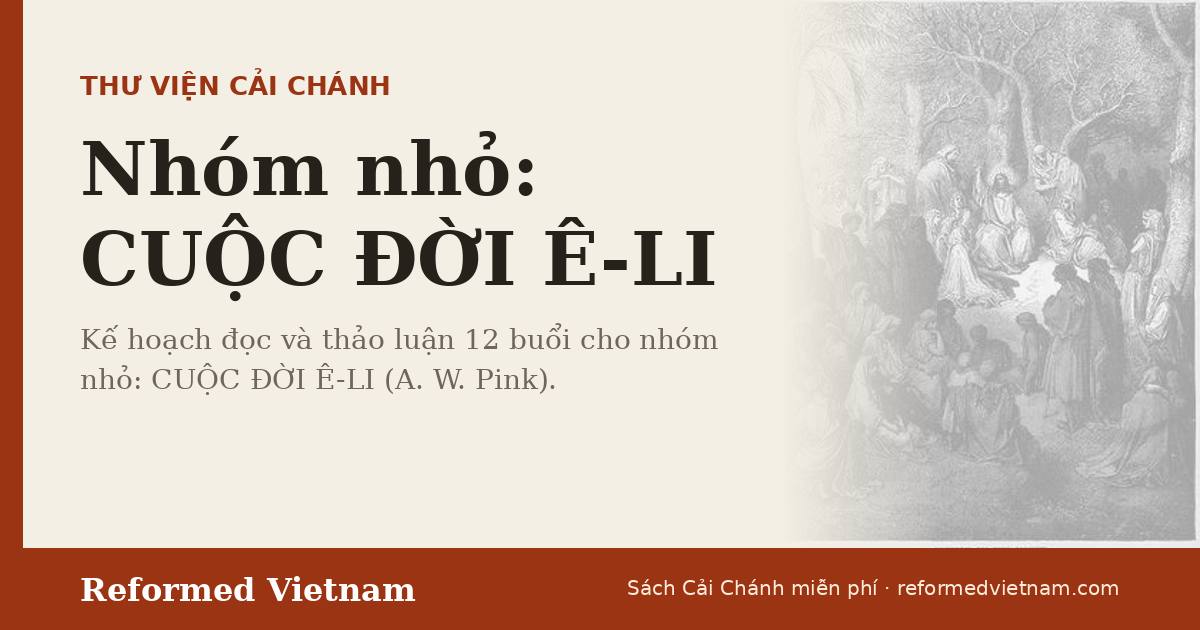 THƯ VIỆN CẢI CHÁNH
Nhóm nhỏ:
CUỘC ĐỜI Ê-LI
Kế hoạch đọc và thảo luận 12 buổi cho nhóm
nhỏ: CUỘC ĐỜI Ê-LI (A. W. Pink).
Reformed Vietnam
Sách Cải Chánh miễn phí · reformedvietnam.com